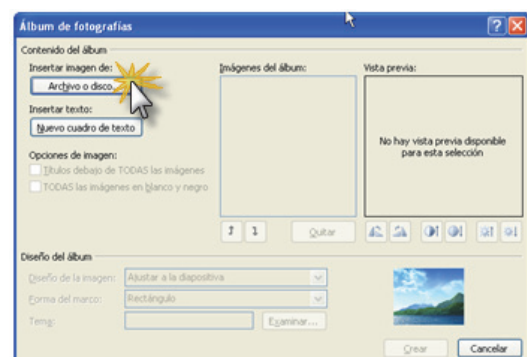 Álbum de fotografías
Contenido del álbum
Insertar imagen de:
Archivo o disco...
Insertar texto:
Nuevo cuadro de texto
Opciones de imagen:
Títulos debajo de TODAS las imágenes
TODAS las imágenes en blanco y negro
Imágenes del álbum:
Quitar
Vista previa:
No hay vista previa disponible
para esta selección
Diseño del álbum
Diseño de la imagen: Ajustar a la diapositiva
Forma del marco: Rectángulo
Tema: Examinar...
Crear Cancelar